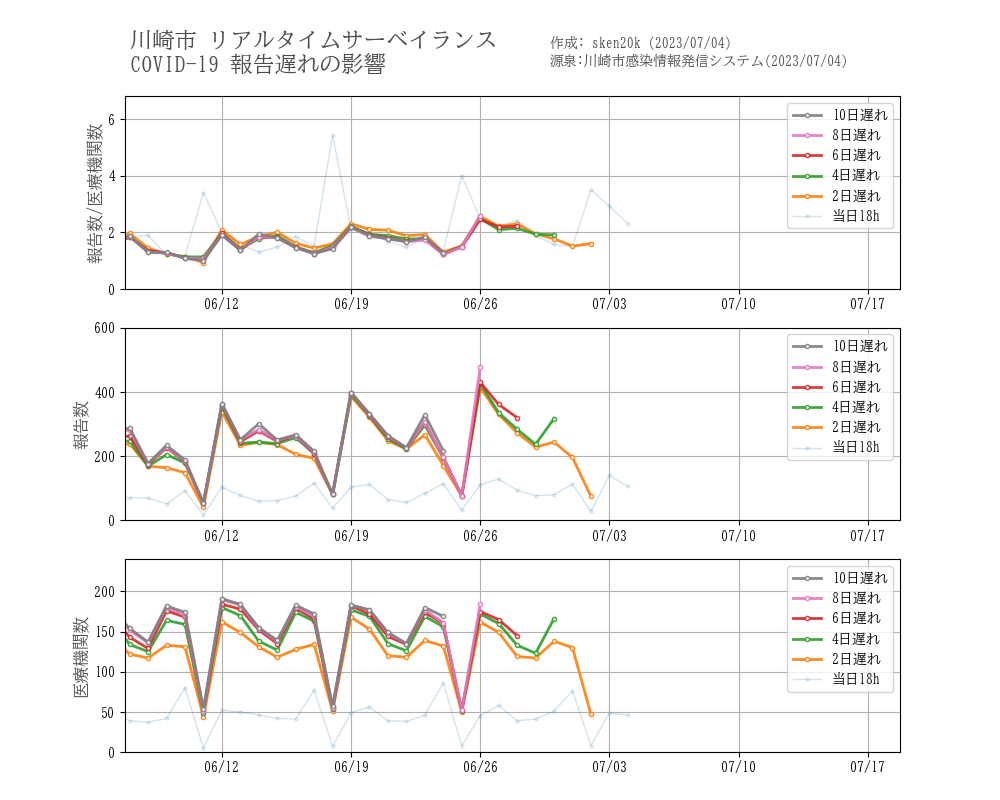 川崎市 リアルタイムサーベイランス
COVID-19 報告遅れの影響
作成: sken20k (2023/07/04)
源泉:川崎市感染情報発信システム(2023/07/04)
報告数/医療機関数
6
4
2
0
10日遅れ
8日遅れ
6日遅れ
4日遅れ
2日遅れ
当日18h
06/12 06/19 06/26 07/03 07/10 07/17
報告数
600
400
200
0
10日遅れ
8日遅れ
6日遅れ
4日遅れ
2日遅れ
当日18h
06/12 06/19 06/26 07/03 07/10 07/17
医療機関数
200
150
100
50
0
10日遅れ
8日遅れ
6日遅れ
4日遅れ
2日遅れ
当日18h
06/12 06/19 06/26 07/03 07/10 07/17